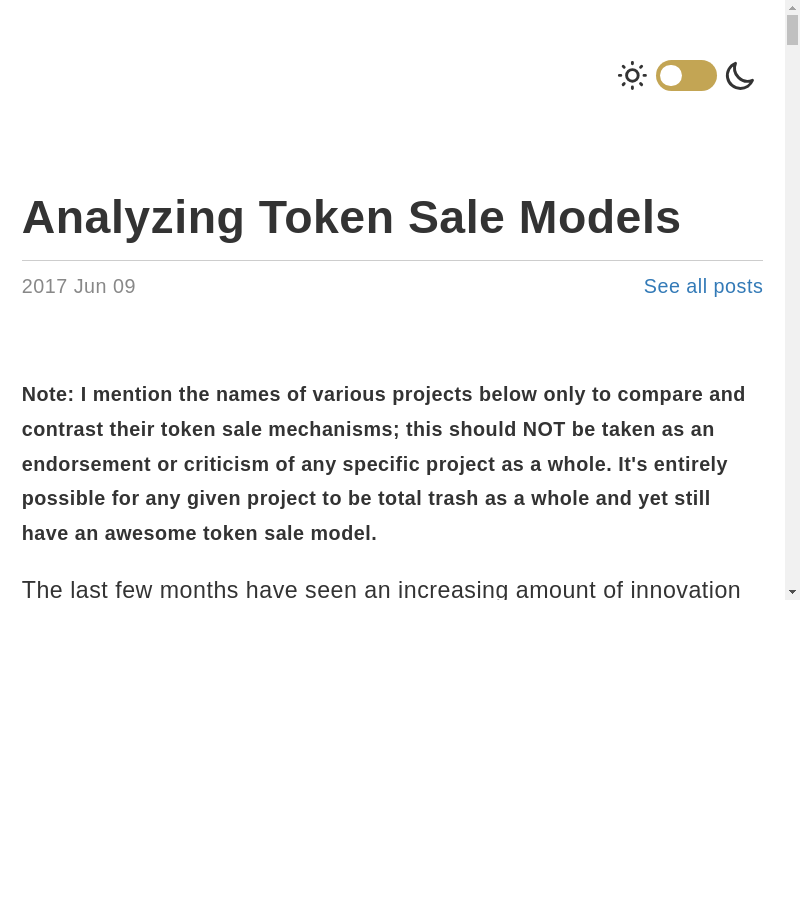 Analyzing Token Sale Models
2017 Jun 09
See all posts
Note: I mention the names of various projects below only to compare and
contrast their token sale mechanisms; this should NOT be taken as an
endorsement or criticism of any specific project as a whole. It's entirely
possible for any given project to be total trash as a whole and yet still
have an awesome token sale model.
The last few months have seen an increasing amount of innovation